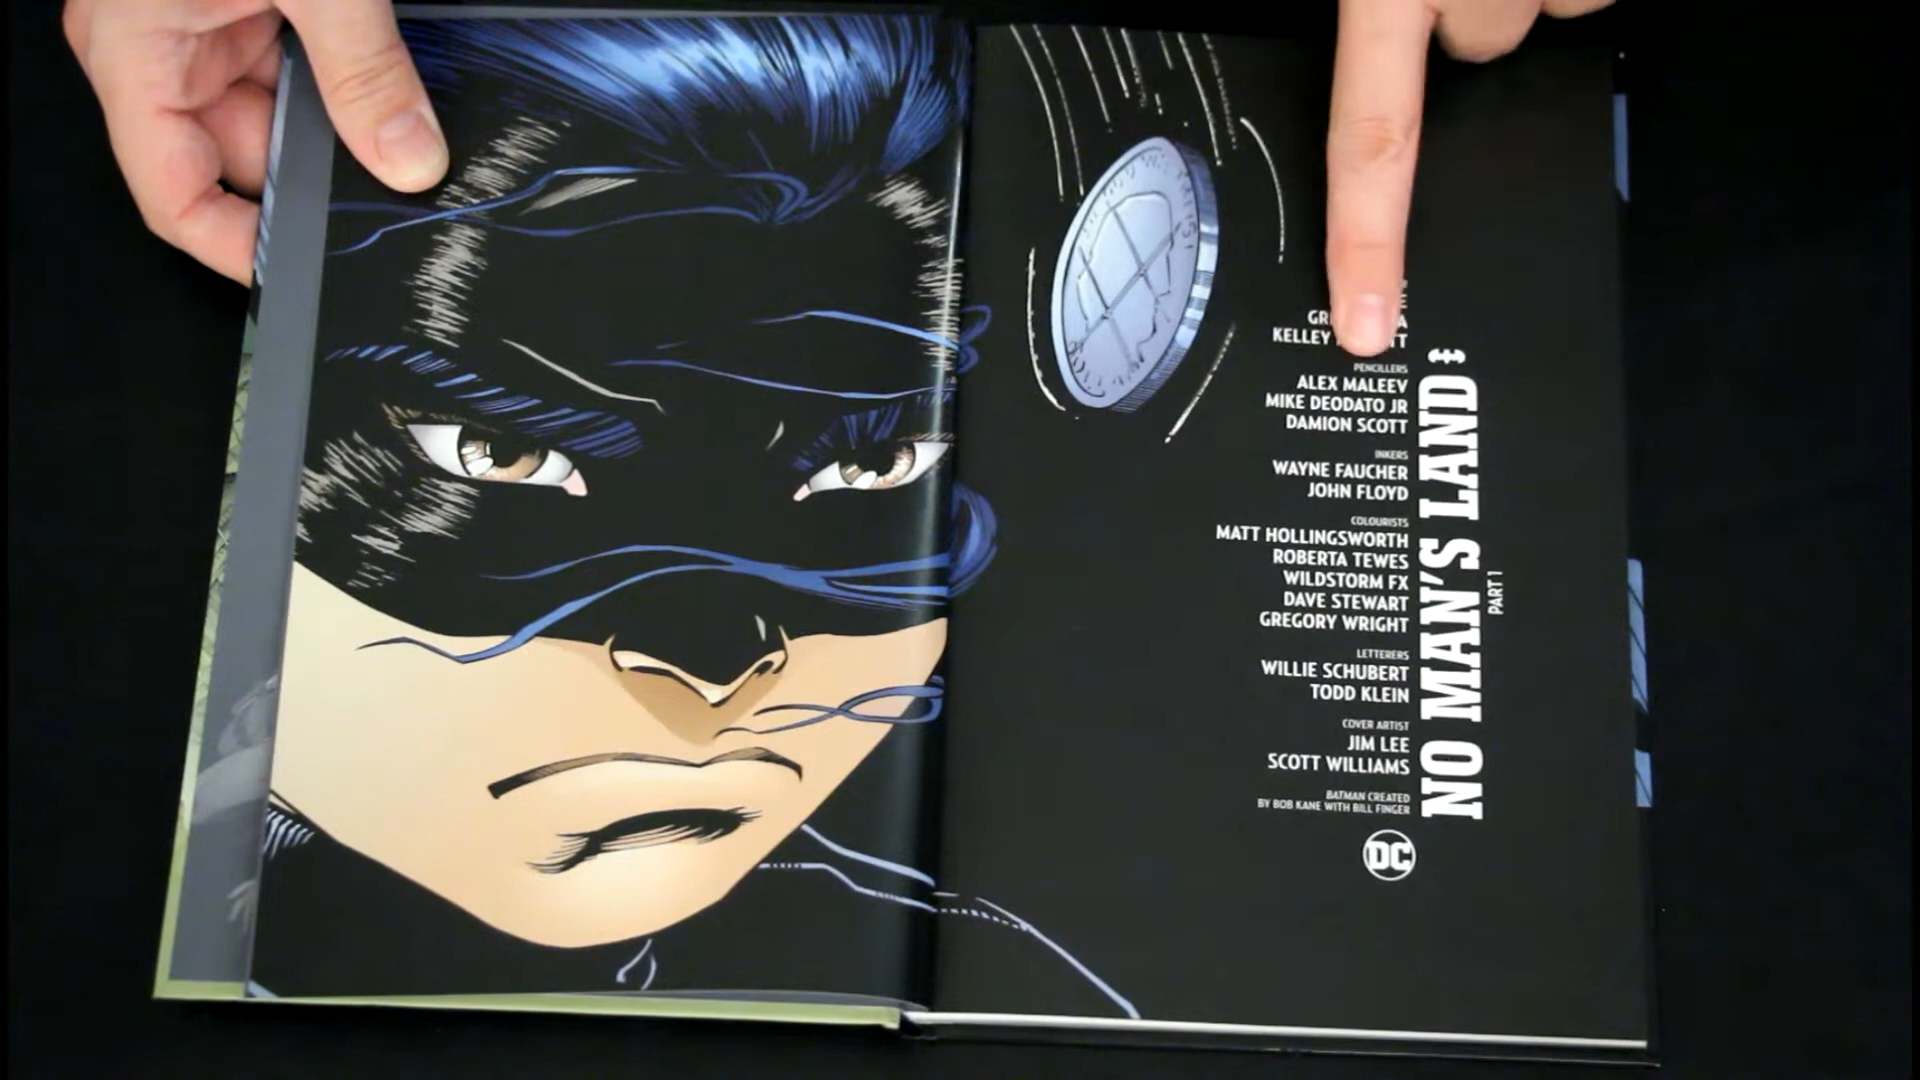 KELLEY
PENCILLERS
ALEX MALEEV
MIKE DEODATO JR
DAMION SCOTT
INKERS
WAYNE FAUCHER
JOHN FLOYD
COLOURISTS
MATT HOLLINGSWORTH
ROBERTA TEWES
WILDSTORM FX
DAVE STEWART
GREGORY WRIGHT
LETTERERS
WILLIE SCHUBERT
TODD KLEIN
COVER ARTIST
JIM LEE
SCOTT WILLIAMS
BATMAN CREATED
BY BOB KANE WITH BILL FINGER
NO MAN'S LAND
PART 1
DC